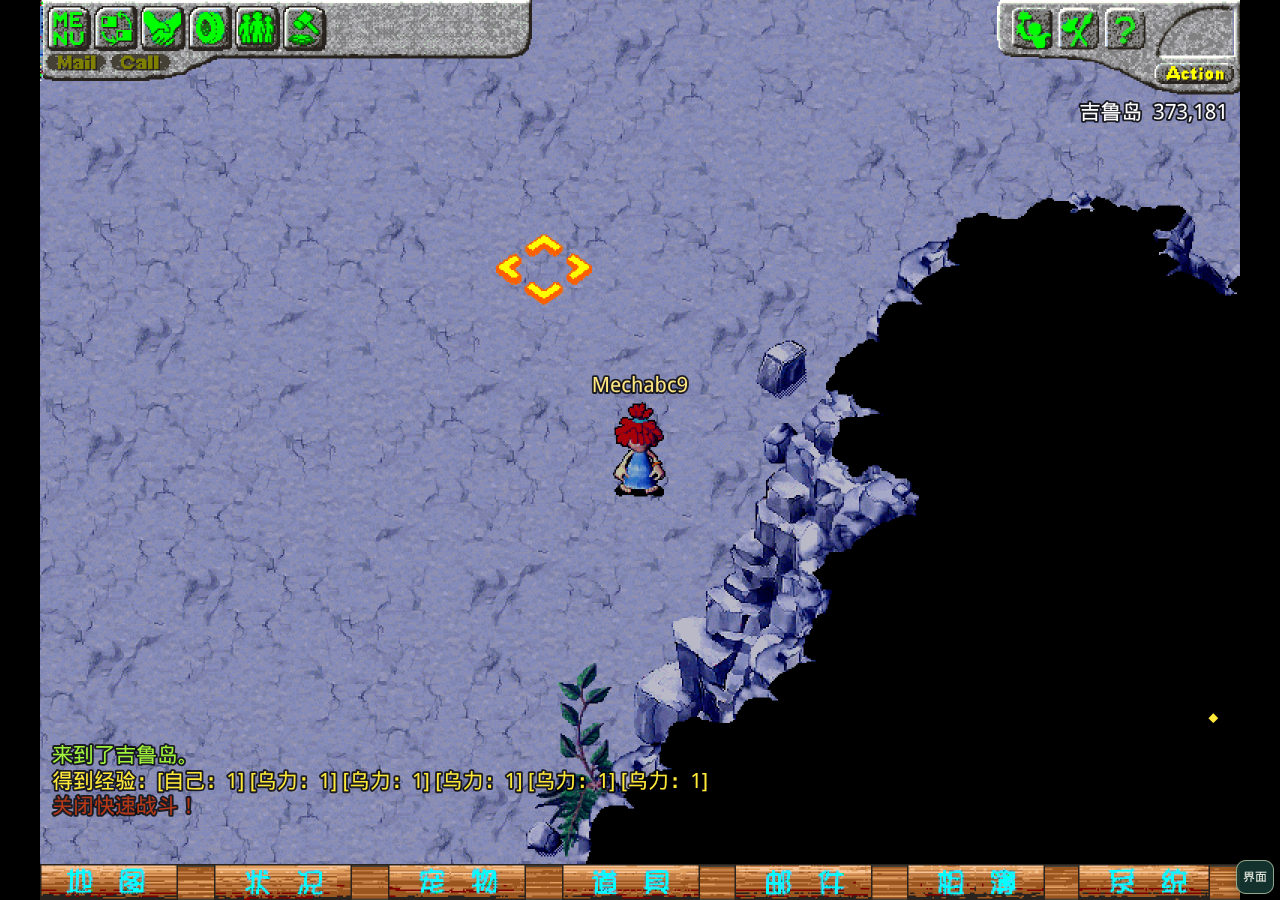 MENU
Mail Call
Action
吉鲁岛 373,181
Mechabc9
来到了吉鲁岛。
得到经验：[自己：1][乌力：1][乌力：1][乌力：1][乌力：1][乌力：1]
关闭快速战斗！
地图 状况 宠物 道具 邮件 相簿 系统
界面